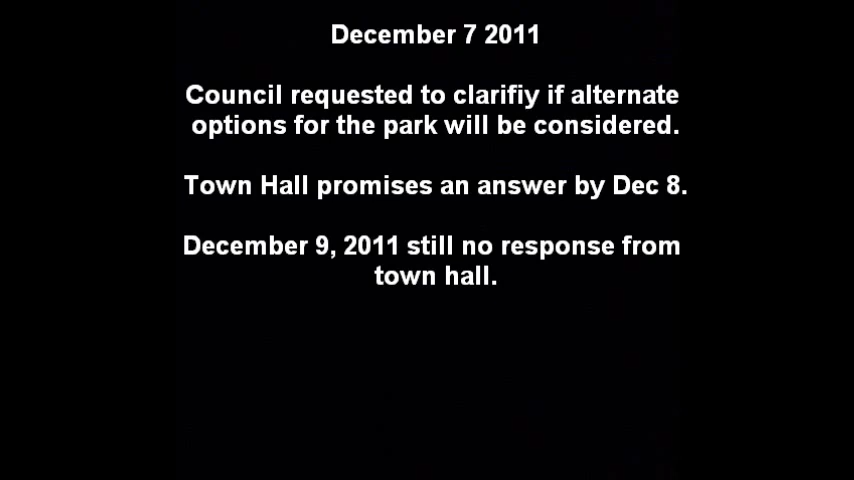 December 7 2011
Council requested to clarifiy if alternate
options for the park will be considered.
Town Hall promises an answer by Dec 8.
December 9, 2011 still no response from
town hall.